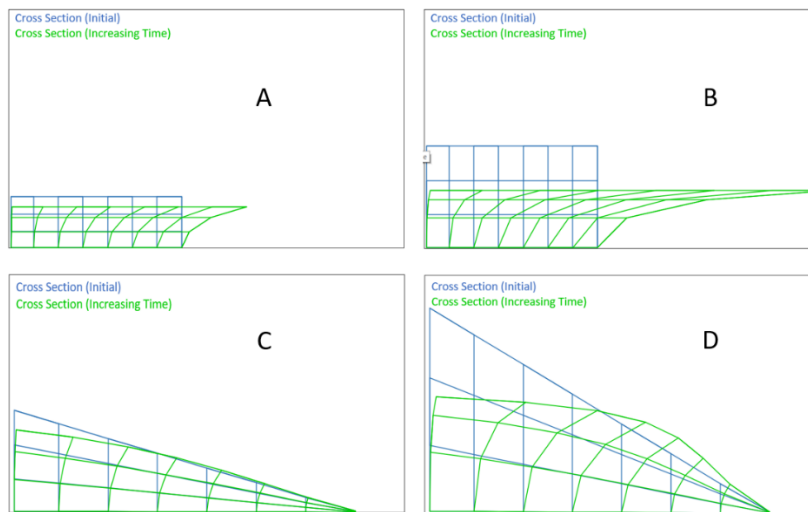 Cross Section (Initial)
Cross Section (Increasing Time)
A
Cross Section (Initial)
Cross Section (Increasing Time)
B
Cross Section (Initial)
Cross Section (Increasing Time)
C
Cross Section (Initial)
Cross Section (Increasing Time)
D